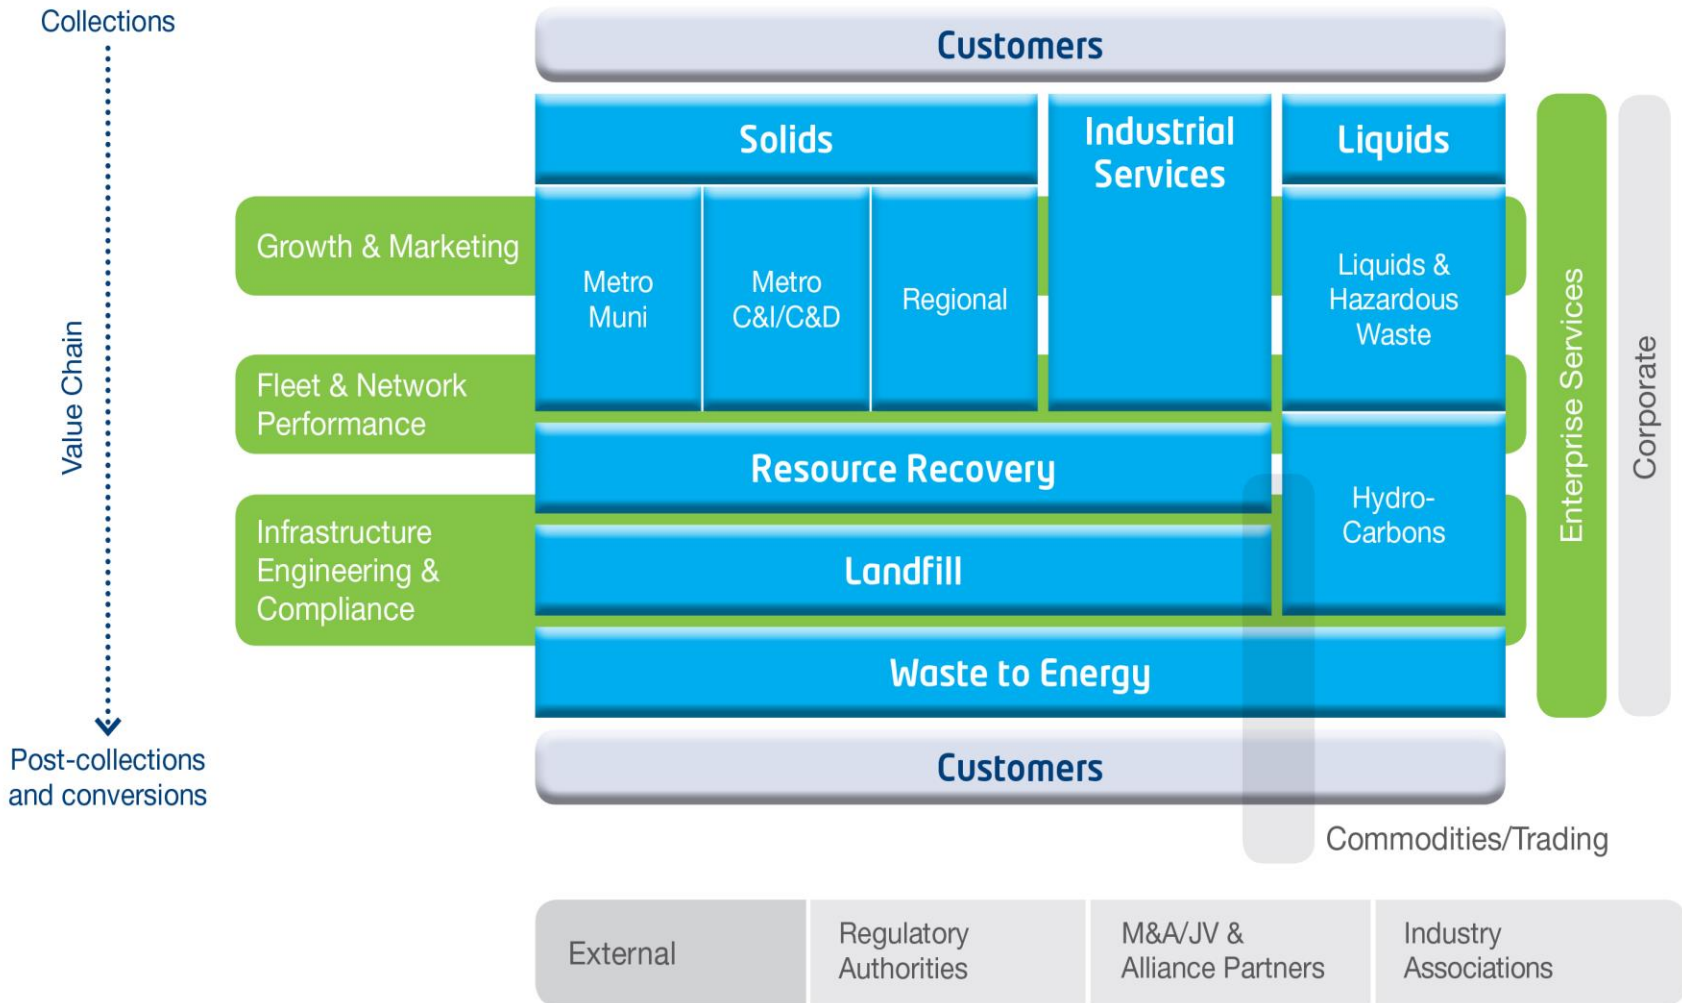 Collections
Customers
Solids
Industrial
Services
Liquids
Growth & Marketing
Metro
Muni
Metro
C&I/C&D
Regional
Liquids &
Hazardous
Waste
Value Chain
Fleet & Network
Performance
Resource Recovery
Hydro-
Carbons
Infrastructure
Engineering &
Compliance
Landfill
Waste to Energy
Enterprise Services
Corporate
Post-collections
and conversions
Customers
Commodities/Trading
External
Regulatory
Authorities
M&A/JV &
Alliance Partners
Industry
Associations